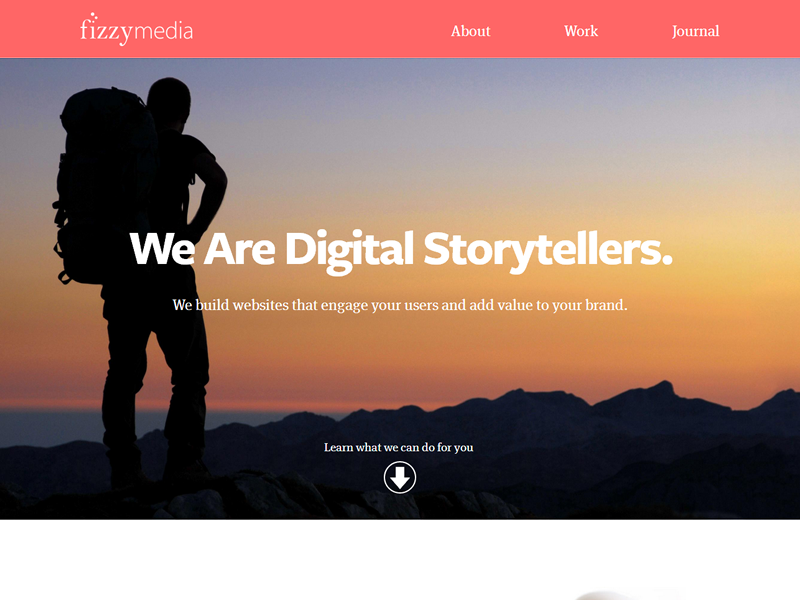 fizzymedia
About
Work
Journal
We Are Digital Storytellers.
We build websites that engage your users and add value to your brand.
Learn what we can do for you